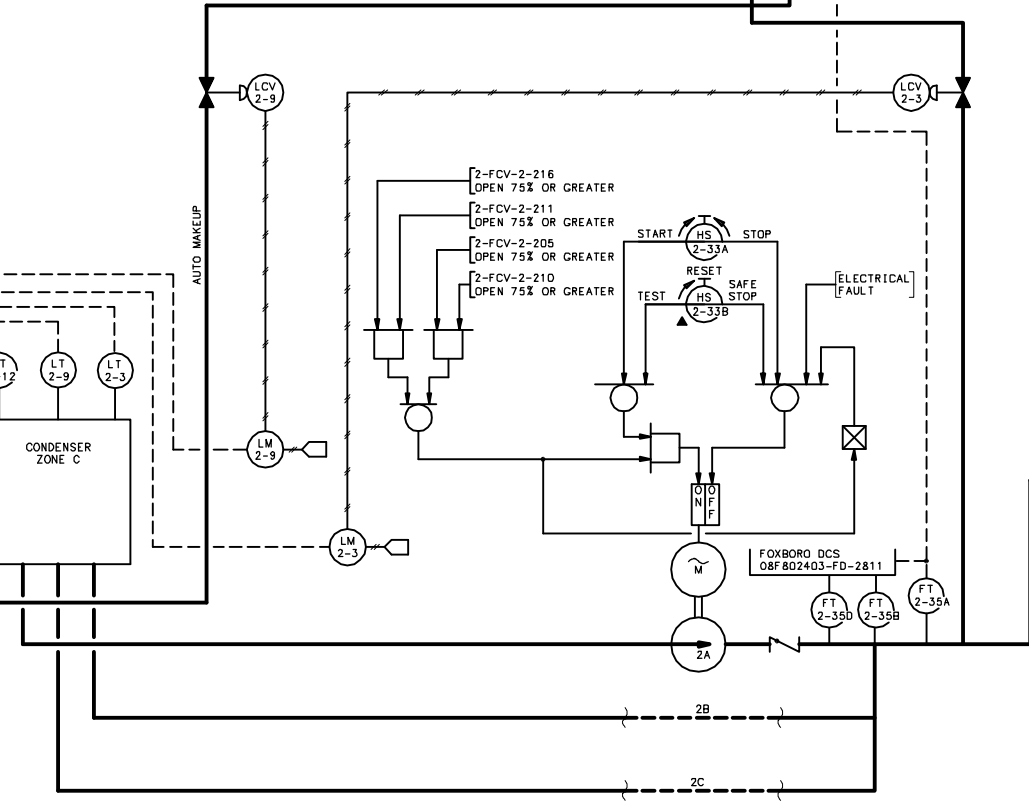 LCV
2-9
LCV
2-3
2-FCV-2-216
OPEN 75% OR GREATER
2-FCV-2-211
OPEN 75% OR GREATER
2-FCV-2-205
OPEN 75% OR GREATER
2-FCV-2-210
OPEN 75% OR GREATER
AUTO MAKEUP
START
HS
2-33A
STOP
RESET
TEST
HS
2-33B
SAFE
STOP
ELECTRICAL
FAULT
T
-12
LT
2-9
LT
2-3
CONDENSER
ZONE C
LM
2-9
LM
2-3
ON
OFF
M
FOXBORO DCS
08F802403-FD-2811
FT
2-35D
FT
2-35B
FT
2-35A
2A
2B
2C